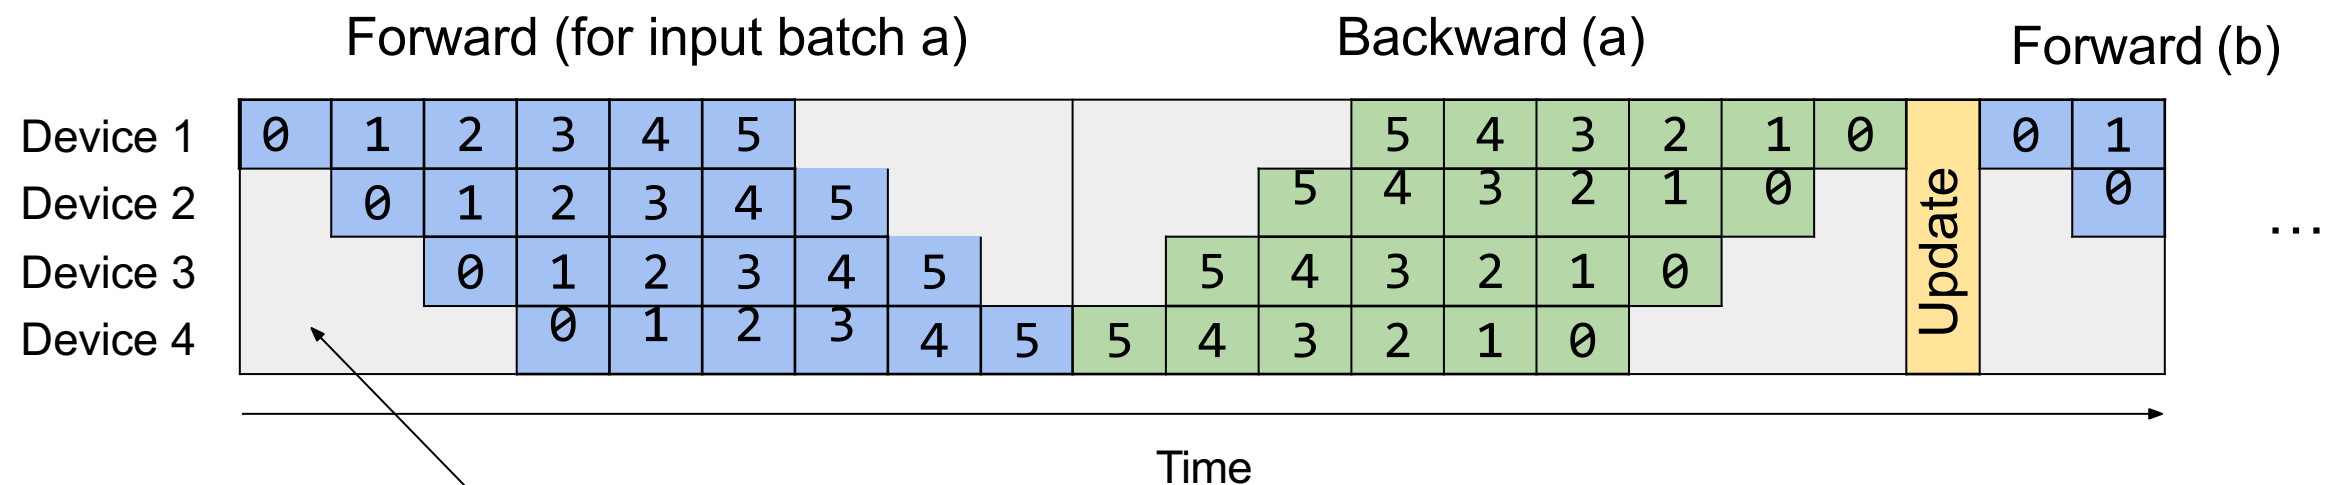 Forward (for input batch a) Backward (a) Forward (b)
Device 1 0 1 2 3 4 5 5 4 3 2 1 0 0 1
Device 2 0 1 2 3 4 5 5 4 3 2 1 0 0
Device 3 0 1 2 3 4 5 5 4 3 2 1 0
Device 4 0 1 2 3 4 5 5 4 3 2 1 0
Update
...
Time